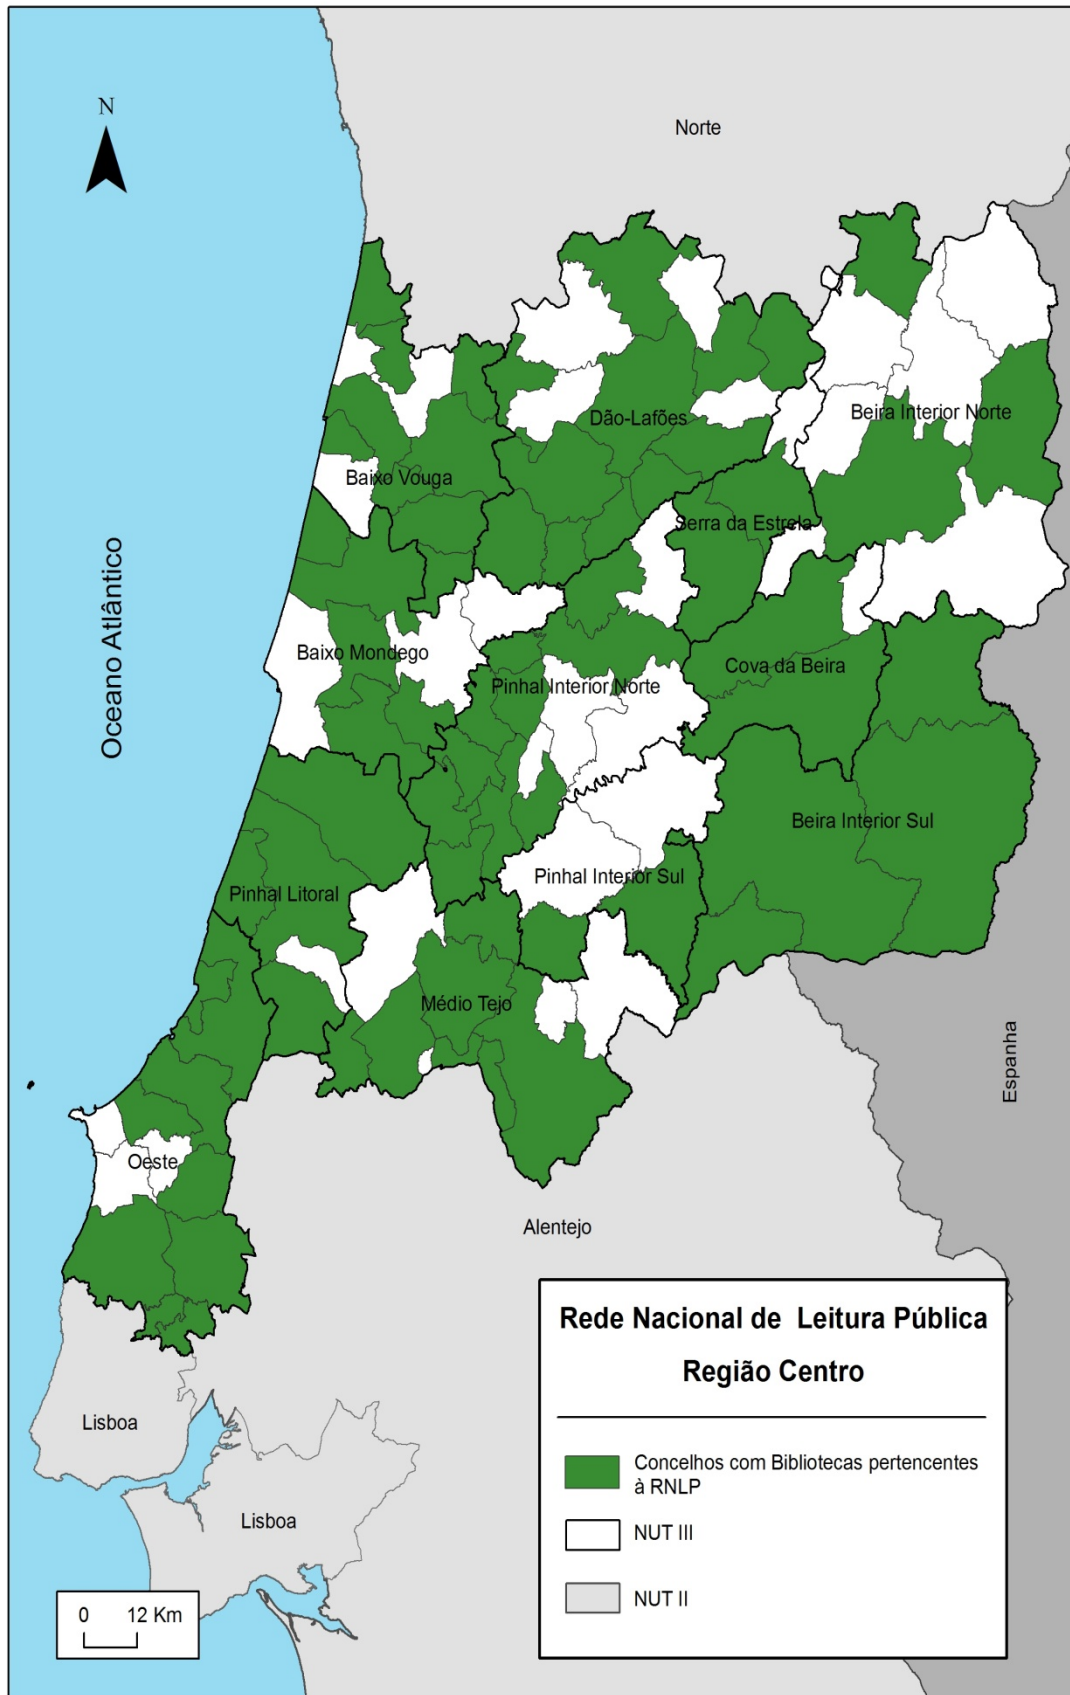 N
Norte
Oceano Atlântico
Dão-Lafões
Beira Interior Norte
Baixo Vouga
Serra da Estrela
Baixo Mondego
Pinhal Interior Norte
Cova da Beira
Beira Interior Sul
Pinhal Litoral
Pinhal Interior Sul
Médio Tejo
Espanha
Oeste
Alentejo
Lisboa
Lisboa
Rede Nacional de Leitura Pública
Região Centro
Concelhos com Bibliotecas pertencentes
à RNLP
NUT III
NUT II
0 12 Km